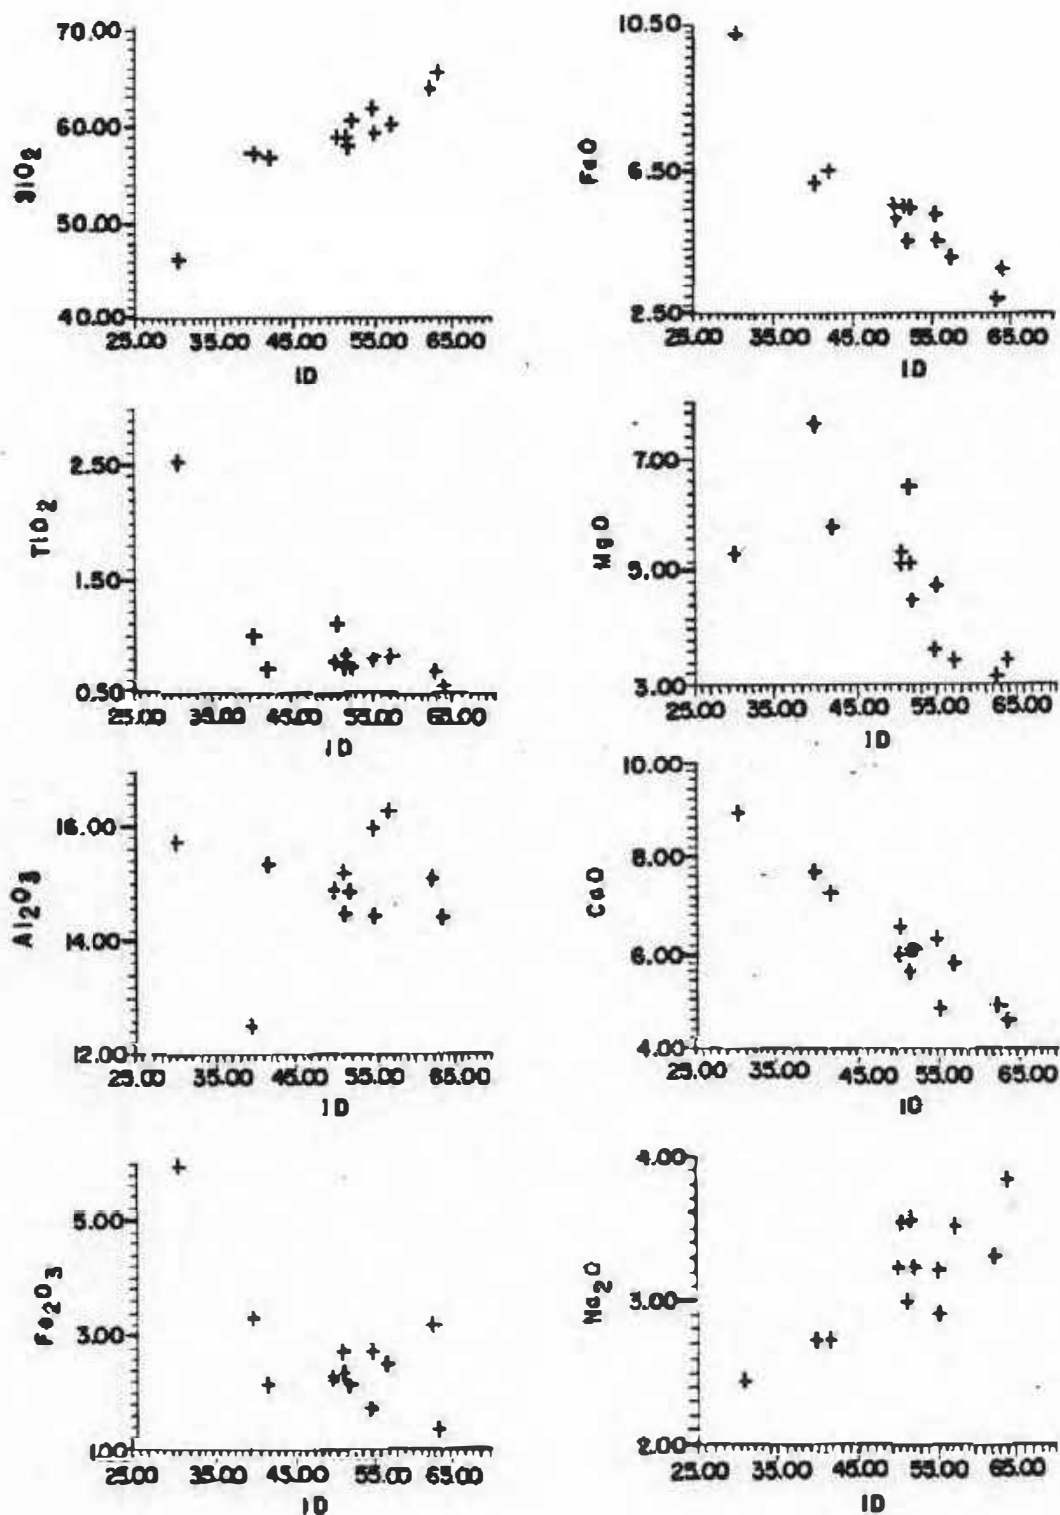 70.00
60.00
50.00
40.00
SiO2
25.00 35.00 45.00 55.00 65.00
ID
10.50
6.50
2.50
FeO
25.00 35.00 45.00 55.00 65.00
ID
2.50
1.50
0.50
TiO2
25.00 35.00 45.00 55.00 65.00
ID
7.00
5.00
3.00
MgO
25.00 35.00 45.00 55.00 65.00
ID
16.00
14.00
12.00
Al2O3
25.00 35.00 45.00 55.00 65.00
ID
10.00
8.00
6.00
4.00
CaO
25.00 35.00 45.00 55.00 65.00
ID
5.00
3.00
1.00
Fe2O3
25.00 35.00 45.00 55.00 65.00
ID
4.00
3.00
2.00
Na2O
25.00 35.00 45.00 55.00 65.00
ID